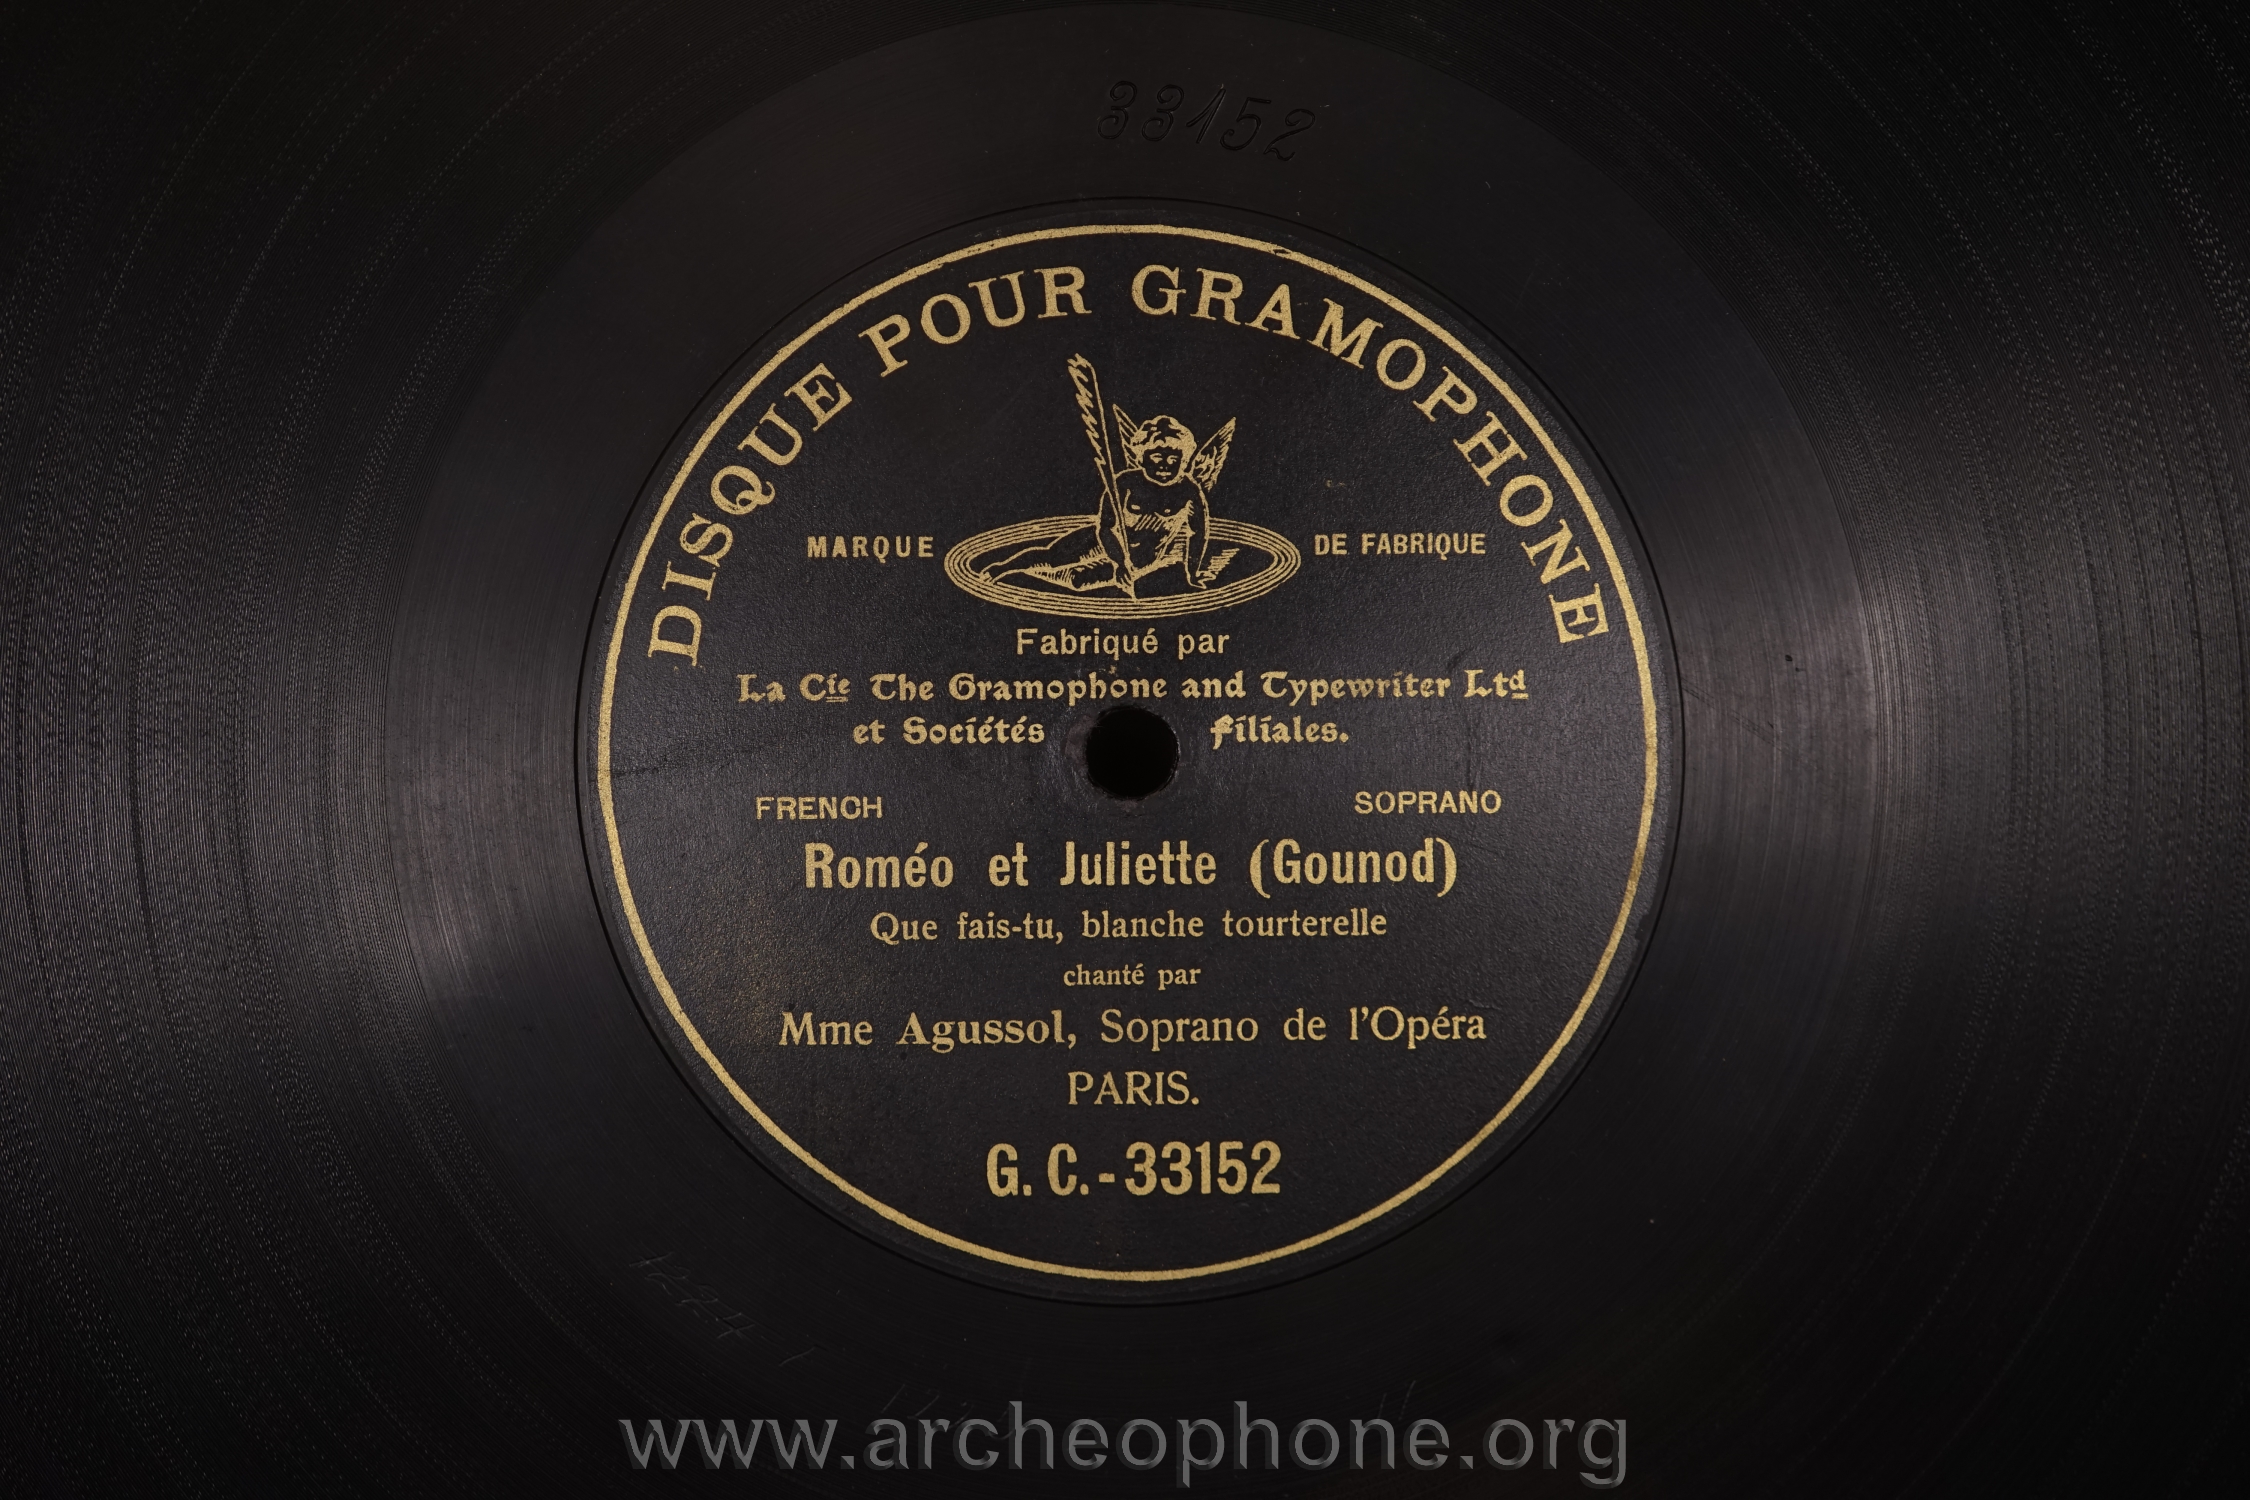 33152
DISQUE POUR GRAMOPHONE
MARQUE DE FABRIQUE
Fabriqué par
La Cie The Gramophone and Typewriter Ltd
et Sociétés filiales.
FRENCH SOPRANO
Roméo et Juliette (Gounod)
Que fais-tu, blanche tourterelle
chanté par
Mme Agussol, Soprano de l'Opéra
PARIS.
G. C.-33152
www.archeophone.org